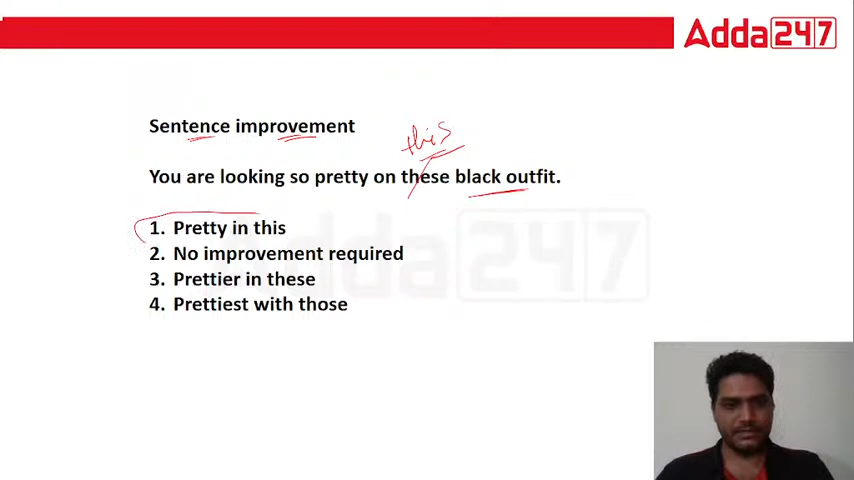 Adda247
Sentence improvement
this
You are looking so pretty on these black outfit.
1. Pretty in this
2. No improvement required
3. Prettier in these
4. Prettiest with those
Adda247